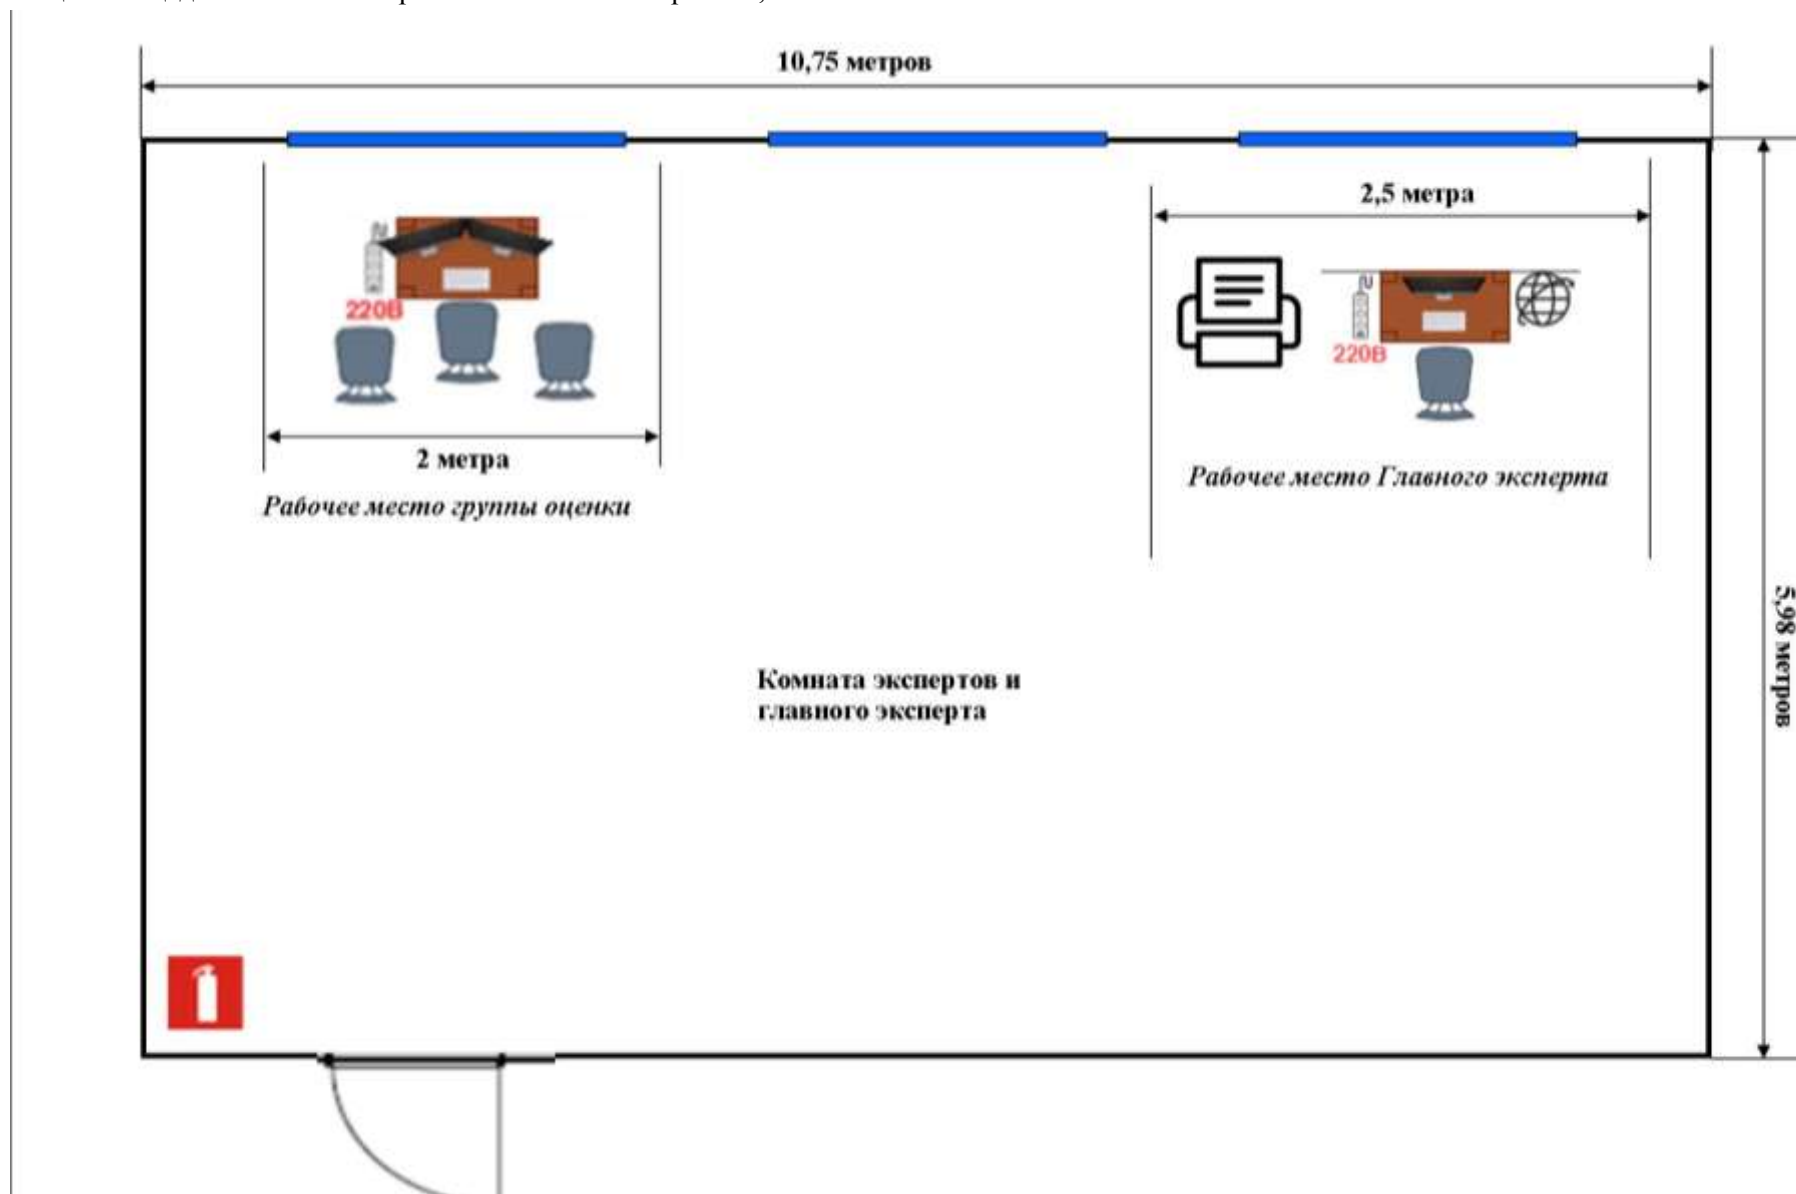 10,75 метров
2,5 метра
220В
220В
2 метра
Рабочее место Главного эксперта
Рабочее место группы оценки
5,98 метров
Комната экспертов и
главного эксперта